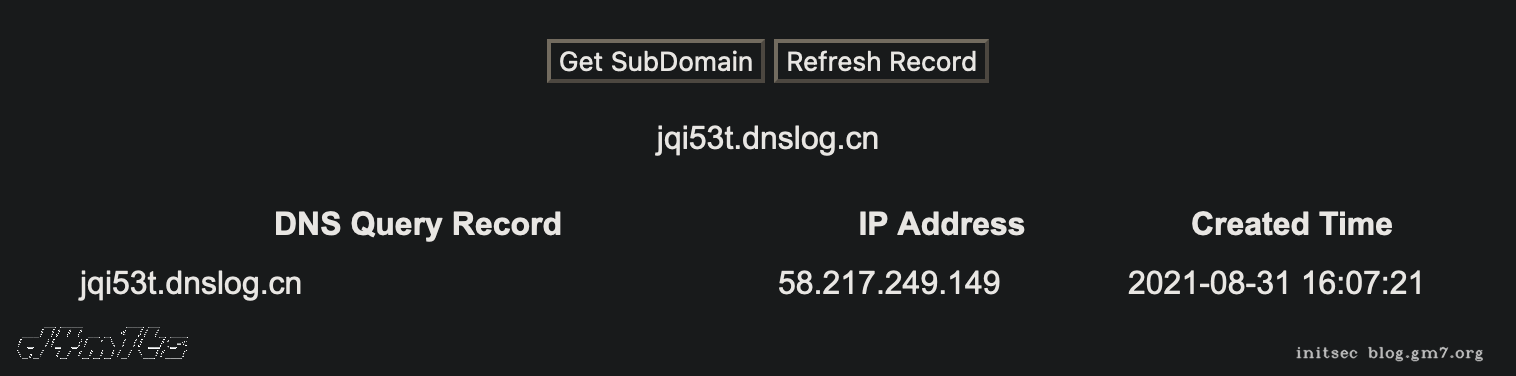 Get SubDomain Refresh Record
jqi53t.dnslog.cn
DNS Query Record IP Address Created Time
jqi53t.dnslog.cn 58.217.249.149 2021-08-31 16:07:21
d4m1ts
initsec blog.gm7.org